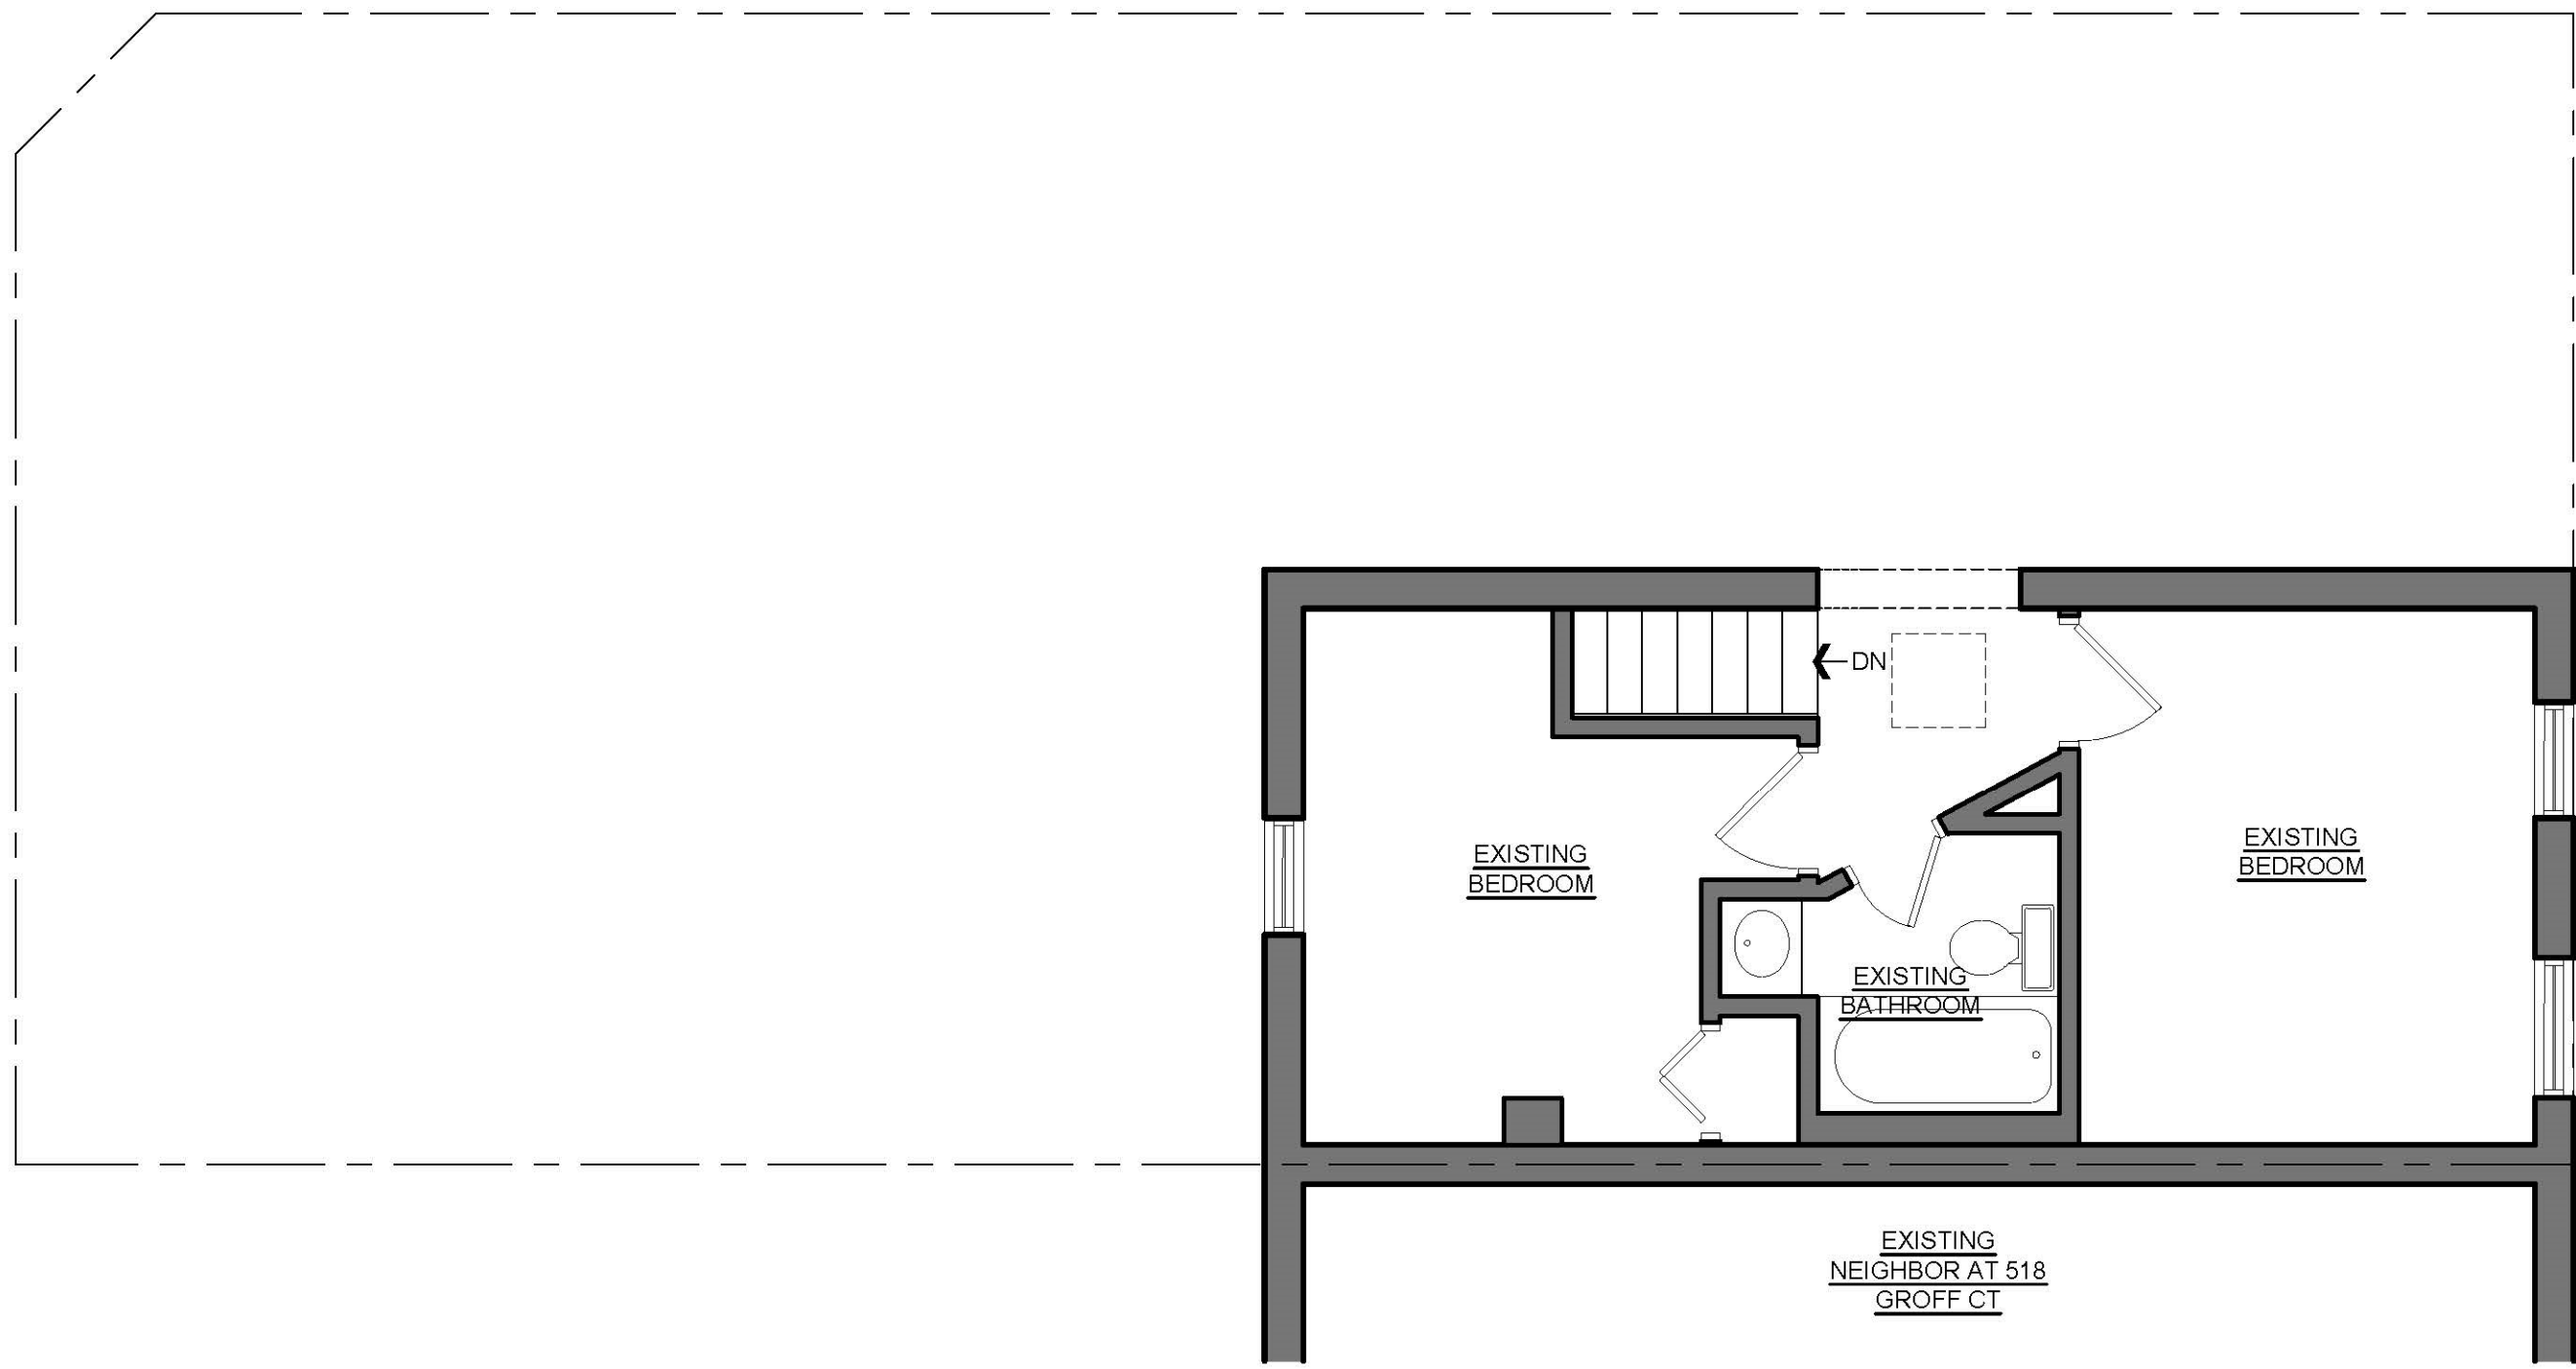 DN
EXISTING
BEDROOM
EXISTING
BEDROOM
EXISTING
BATHROOM
EXISTING
NEIGHBOR AT 518
GROFF CT